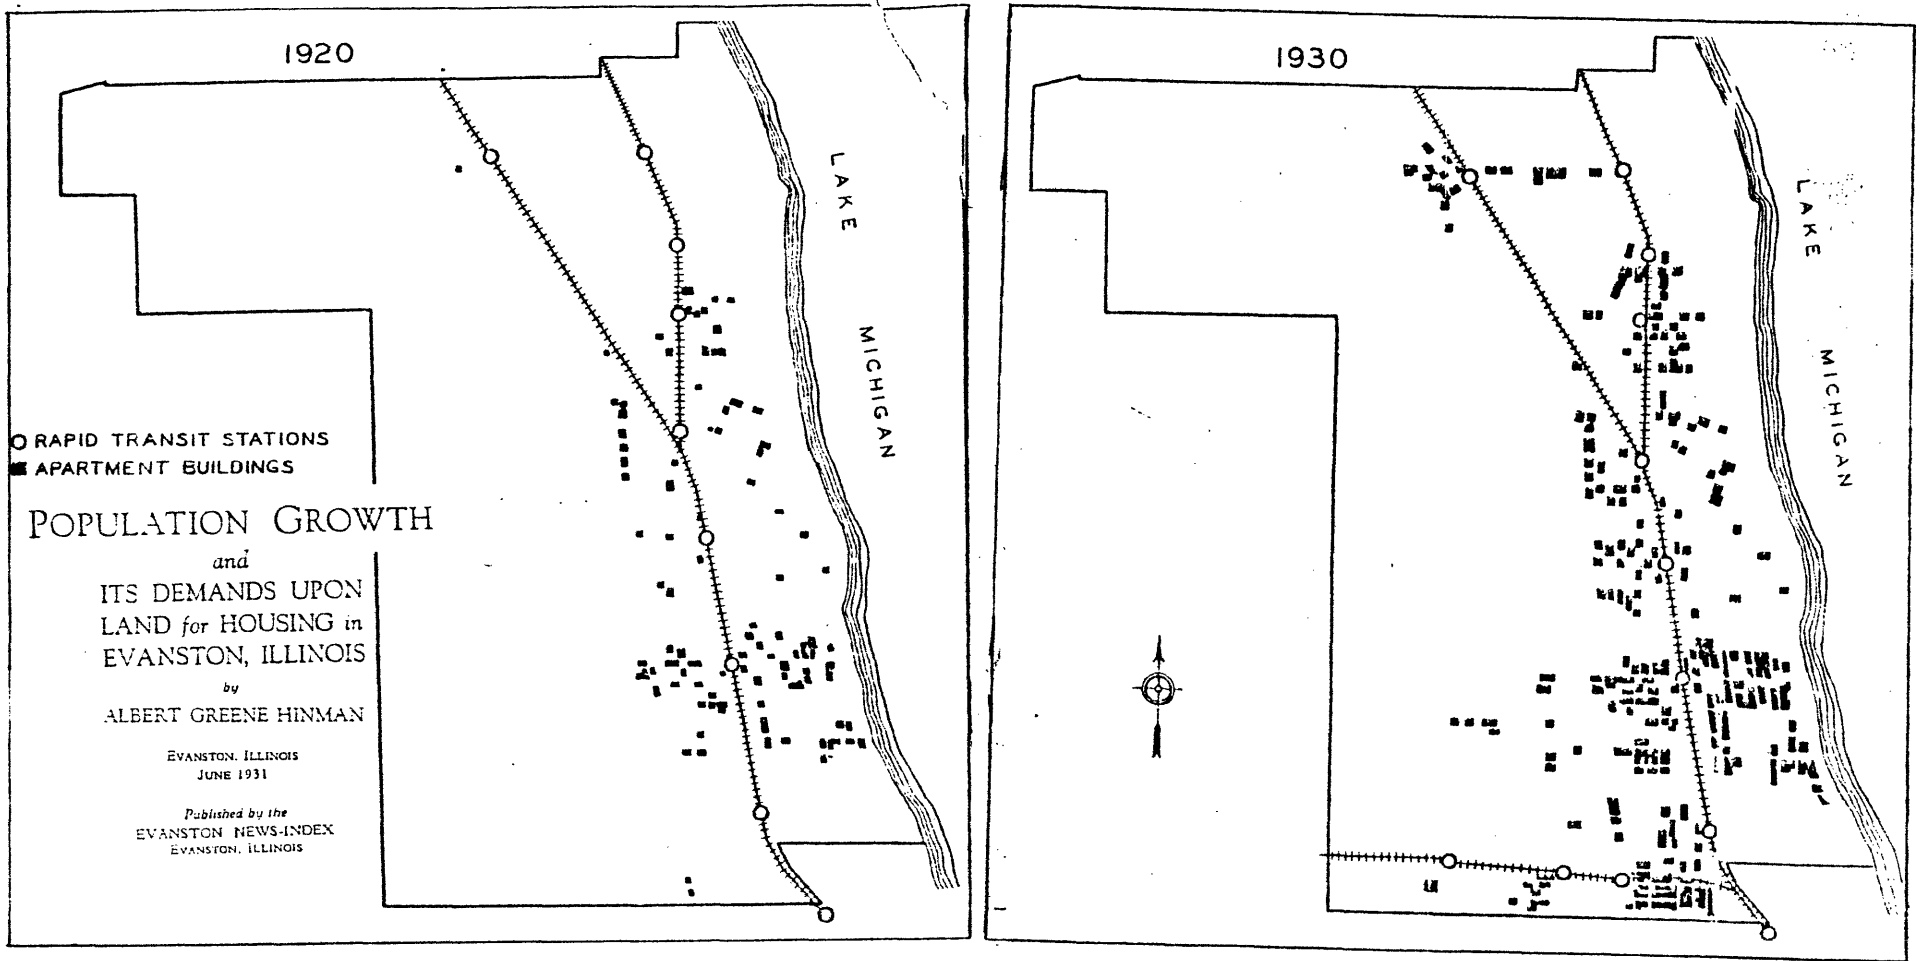 1920
LAKE
MICHIGAN
RAPID TRANSIT STATIONS
APARTMENT BUILDINGS
POPULATION GROWTH
and
ITS DEMANDS UPON
LAND for HOUSING in
EVANSTON, ILLINOIS
by
ALBERT GREENE HINMAN
EVANSTON, ILLINOIS
JUNE 1931
Published by the
EVANSTON NEWS-INDEX
EVANSTON, ILLINOIS
1930
LAKE
MICHIGAN